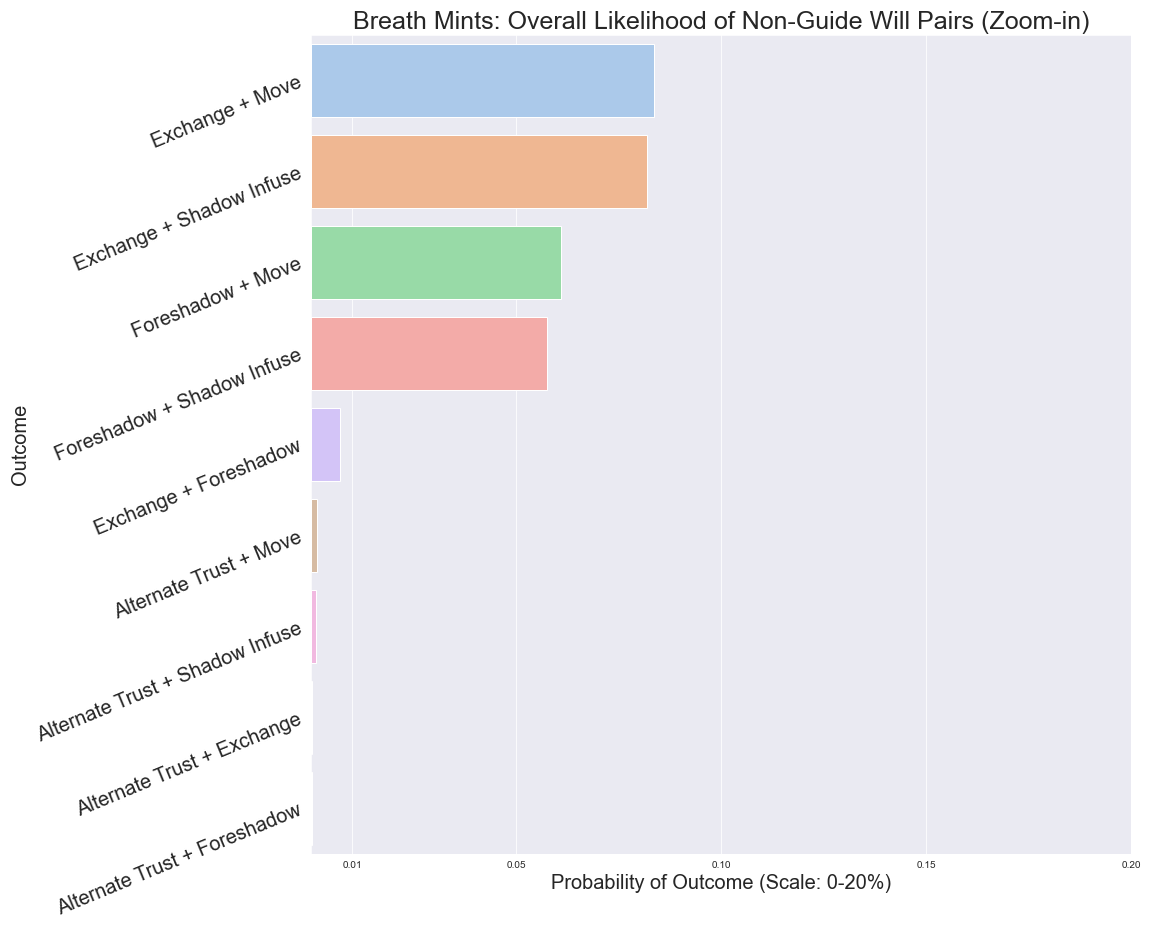 Breath Mints: Overall Likelihood of Non-Guide Will Pairs (Zoom-in)
Outcome
Exchange + Move
Exchange + Shadow Infuse
Foreshadow + Move
Foreshadow + Shadow Infuse
Exchange + Foreshadow
Alternate Trust + Move
Alternate Trust + Shadow Infuse
Alternate Trust + Exchange
Alternate Trust + Foreshadow
0.01 0.05 0.10 0.15 0.20
Probability of Outcome (Scale: 0-20%)